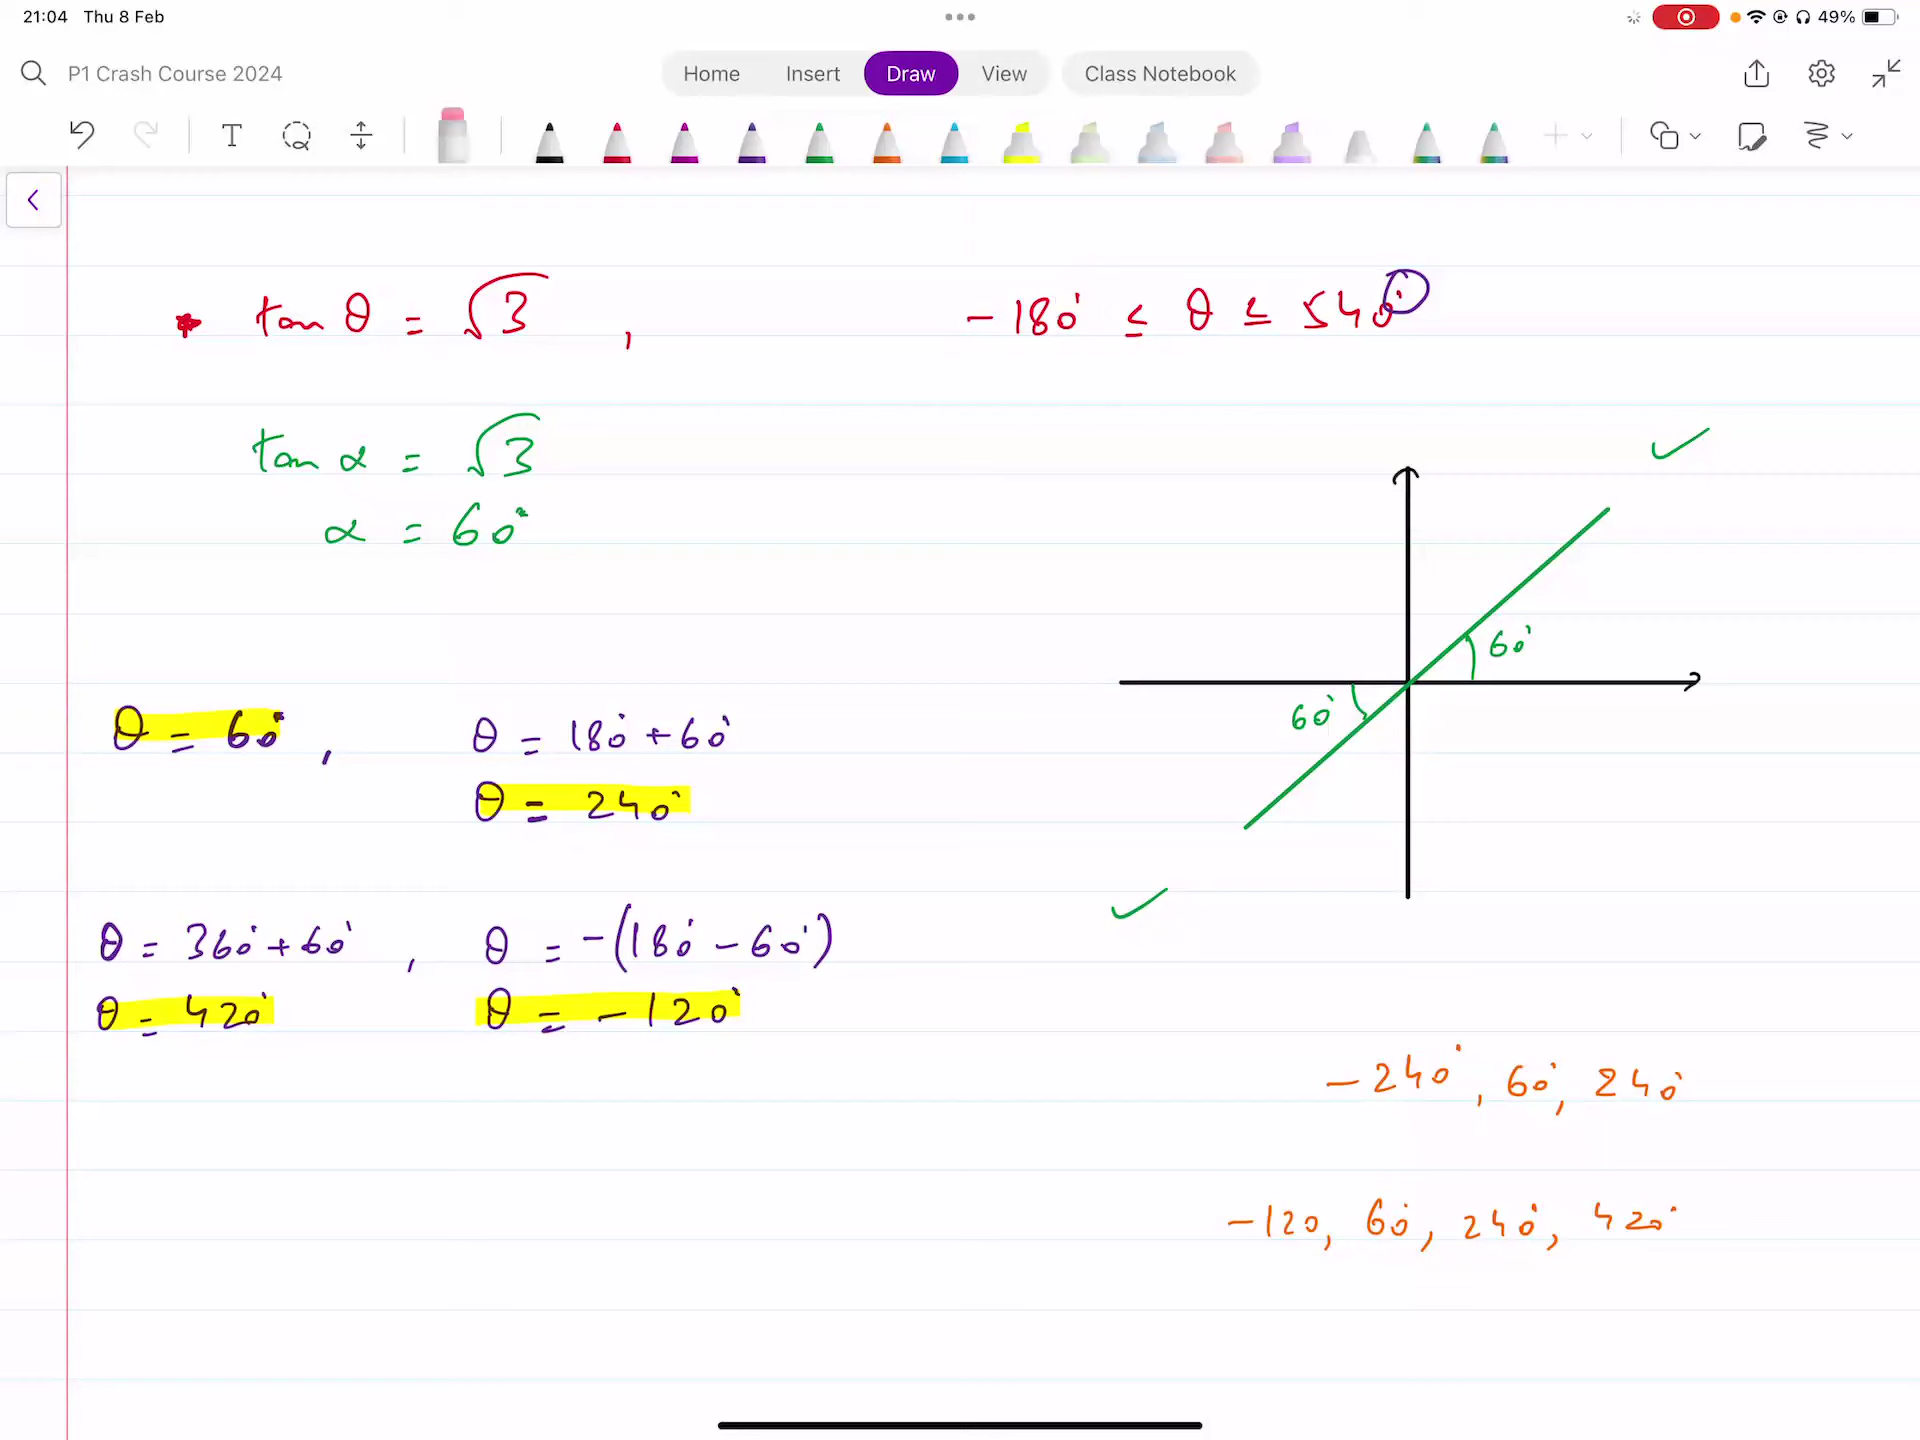 21:04 Thu 8 Feb
49%
P1 Crash Course 2024
Home Insert Draw View Class Notebook
T
* tan θ = √3 , -180° ≤ θ ≤ 540°
tan α = √3
α = 60°
60°
60°
θ = 60° , θ = 180° + 60°
θ = 240°
θ = 360° + 60° , θ = -(180° - 60°)
θ = 420° θ = -120°
-240°, 60°, 240°
-120, 60°, 240°, 420°